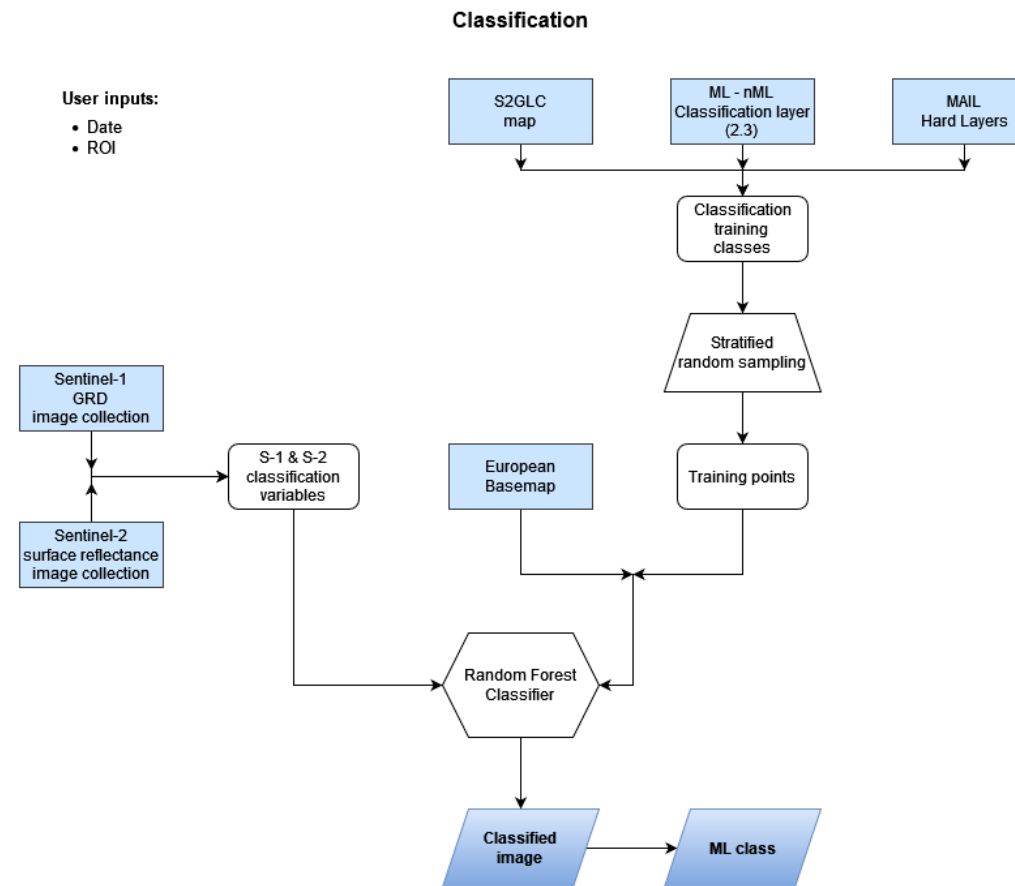 Classification
User inputs:
• Date
• ROI
S2GLC
map
ML - nML
Classification layer
(2.3)
MAIL
Hard Layers
Classification
training
classes
Stratified
random sampling
Sentinel-1
GRD
image collection
S-1 & S-2
classification
variables
European
Basemap
Training points
Sentinel-2
surface reflectance
image collection
Random Forest
Classifier
Classified
image
ML class